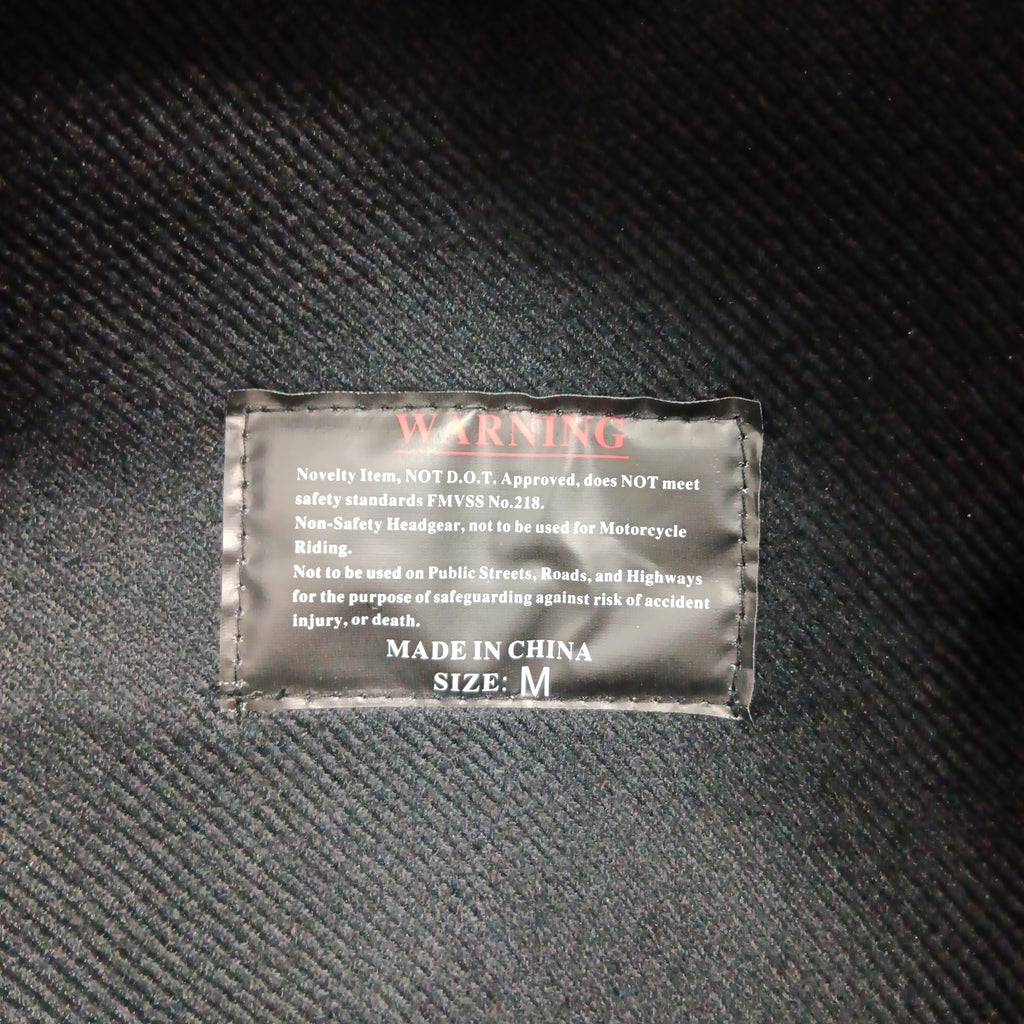 WARNING
Novelty Item, NOT D.O.T. Approved, does NOT meet
safety standards FMVSS No.218.
Non-Safety Headgear, not to be used for Motorcycle
Riding.
Not to be used on Public Streets, Roads, and Highways
for the purpose of safeguarding against risk of accident
injury, or death.
MADE IN CHINA
SIZE: M